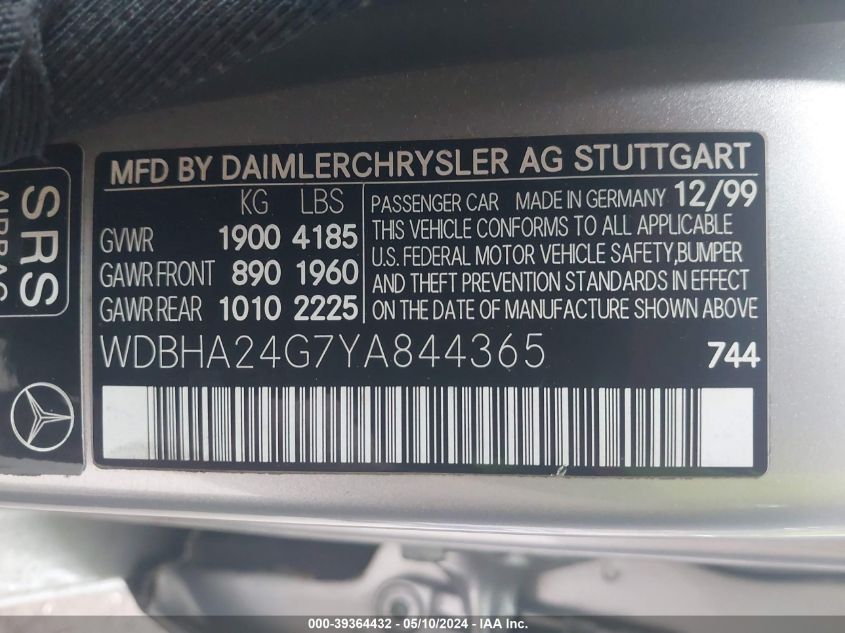 MFD BY DAIMLERCHRYSLER AG STUTTGART
KG LBS
GVWR 1900 4185
GAWR FRONT 890 1960
GAWR REAR 1010 2225
PASSENGER CAR MADE IN GERMANY 12/99
THIS VEHICLE CONFORMS TO ALL APPLICABLE
U.S. FEDERAL MOTOR VEHICLE SAFETY,BUMPER
AND THEFT PREVENTION STANDARDS IN EFFECT
ON THE DATE OF MANUFACTURE SHOWN ABOVE
WDBHA24G7YA844365 744
SRS
AIRBAG
000-39364432 - 05/10/2024 - IAA Inc.